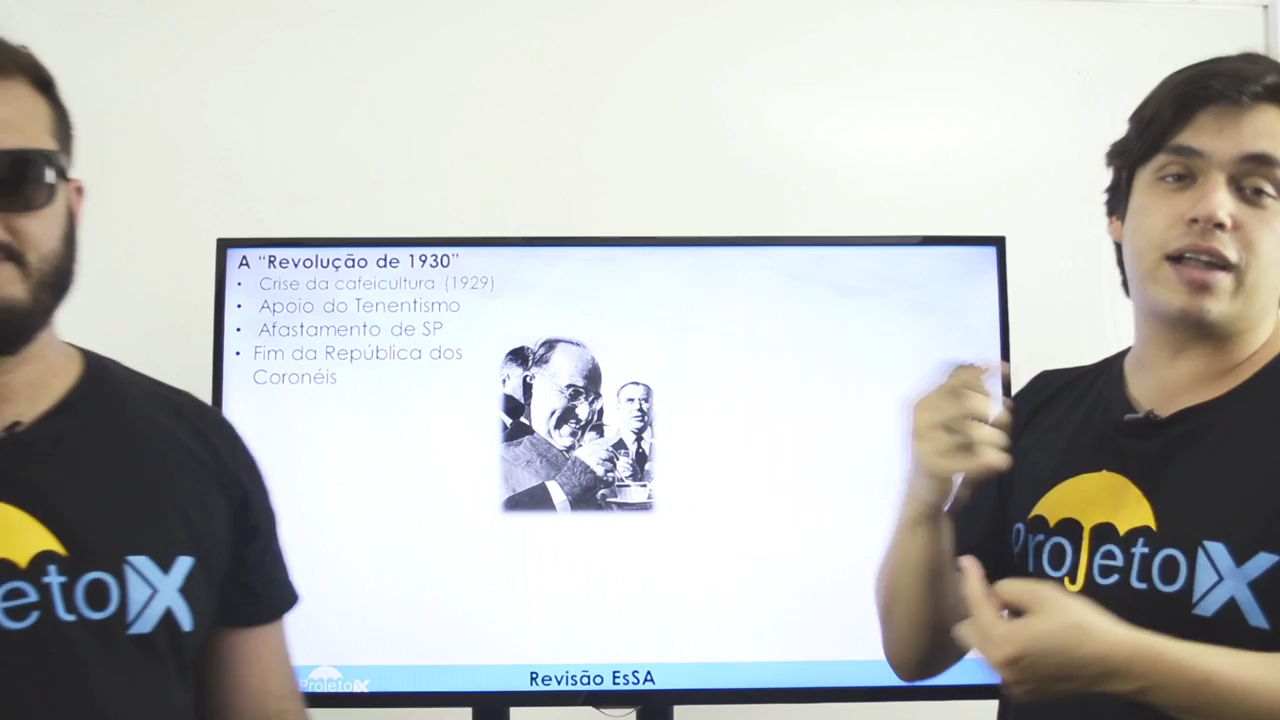 A “Revolução de 1930”
• Crise da cafeicultura (1929)
• Apoio do Tenentismo
• Afastamento de SP
• Fim da República dos
Coronéis
etoX
ProjetoX
ProjetoX
Revisão EsSA